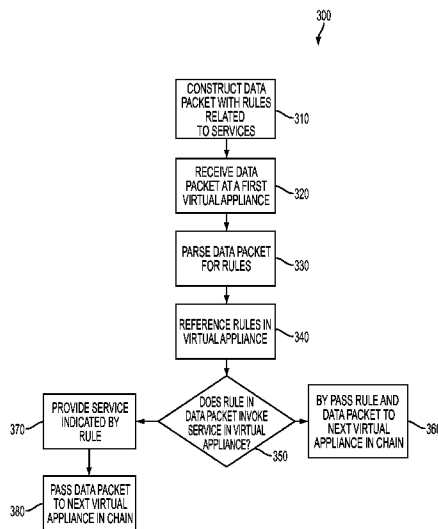 300
CONSTRUCT DATA
PACKET WITH RULES
RELATED
TO SERVICES
310
RECEIVE DATA
PACKET AT A FIRST
VIRTUAL APPLIANCE
320
PARSE DATA PACKET
FOR RULES
330
REFERENCE RULES IN
VIRTUAL APPLIANCE
340
DOES RULE IN
DATA PACKET INVOKE
SERVICE IN VIRTUAL
APPLIANCE?
350
PROVIDE SERVICE
INDICATED BY
RULE
370
BY PASS RULE AND
DATA PACKET TO
NEXT VIRTUAL
APPLIANCE IN CHAIN
360
PASS DATA PACKET
TO NEXT VIRTUAL
APPLIANCE IN CHAIN
380